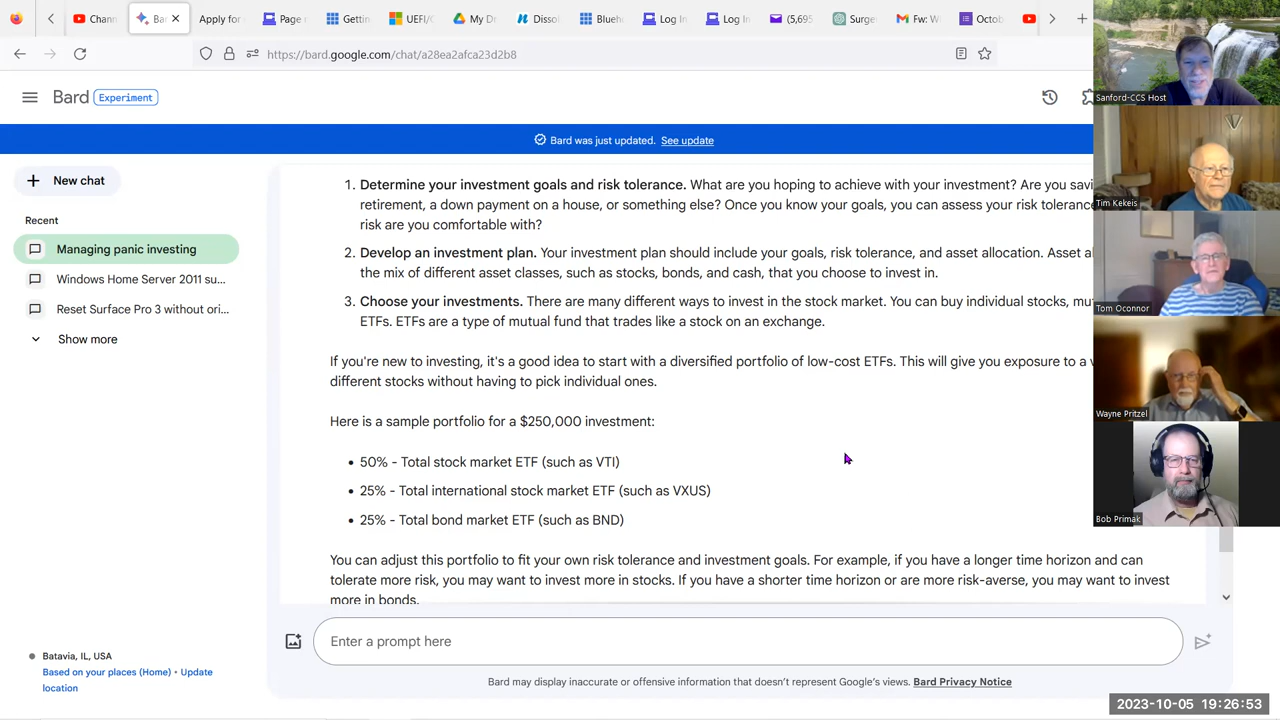 Chann
Ba
Apply for
Page
Getti
UEFI/
My D
Disso
Blueh
Log In
Log In
(5,695
Surge
Fw: W
Octob
https://bard.google.com/chat/a28ea2afca23d2b8
Bard Experiment
Bard was just updated. See update
New chat
Recent
Managing panic investing
Windows Home Server 2011 su...
Reset Surface Pro 3 without ori...
Show more
Batavia, IL, USA
Based on your places (Home) • Update
location
1. Determine your investment goals and risk tolerance. What are you hoping to achieve with your investment? Are you savi
retirement, a down payment on a house, or something else? Once you know your goals, you can assess your risk tolerance
risk are you comfortable with?
2. Develop an investment plan. Your investment plan should include your goals, risk tolerance, and asset allocation. Asset al
the mix of different asset classes, such as stocks, bonds, and cash, that you choose to invest in.
3. Choose your investments. There are many different ways to invest in the stock market. You can buy individual stocks, mu
ETFs. ETFs are a type of mutual fund that trades like a stock on an exchange.
If you're new to investing, it's a good idea to start with a diversified portfolio of low-cost ETFs. This will give you exposure to a v
different stocks without having to pick individual ones.
Here is a sample portfolio for a $250,000 investment:
• 50% - Total stock market ETF (such as VTI)
• 25% - Total international stock market ETF (such as VXUS)
• 25% - Total bond market ETF (such as BND)
You can adjust this portfolio to fit your own risk tolerance and investment goals. For example, if you have a longer time horizon and can
tolerate more risk, you may want to invest more in stocks. If you have a shorter time horizon or are more risk-averse, you may want to invest
more in bonds.
Enter a prompt here
Bard may display inaccurate or offensive information that doesn't represent Google's views. Bard Privacy Notice
Sanford-CCS Host
Tim Kekeis
Tom Oconnor
Wayne Pritzel
Bob Primak
2023-10-05 19:26:53